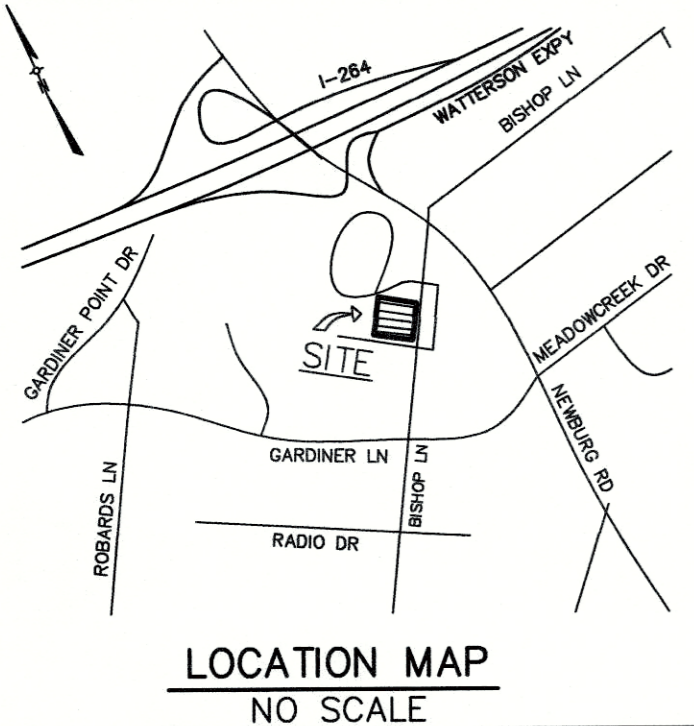 N
I-264
WATTERSON EXPY
BISHOP LN
GARDINER POINT DR
MEADOWCREEK DR
SITE
NEWBURG RD
GARDINER LN
BISHOP LN
ROBARDS LN
RADIO DR
LOCATION MAP
NO SCALE